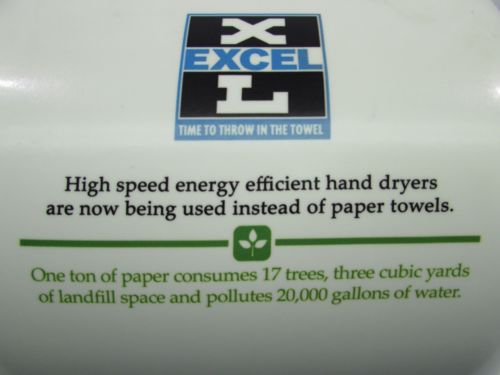 X
EXCEL
L
TIME TO THROW IN THE TOWEL
High speed energy efficient hand dryers
are now being used instead of paper towels.
One ton of paper consumes 17 trees, three cubic yards
of landfill space and pollutes 20,000 gallons of water.